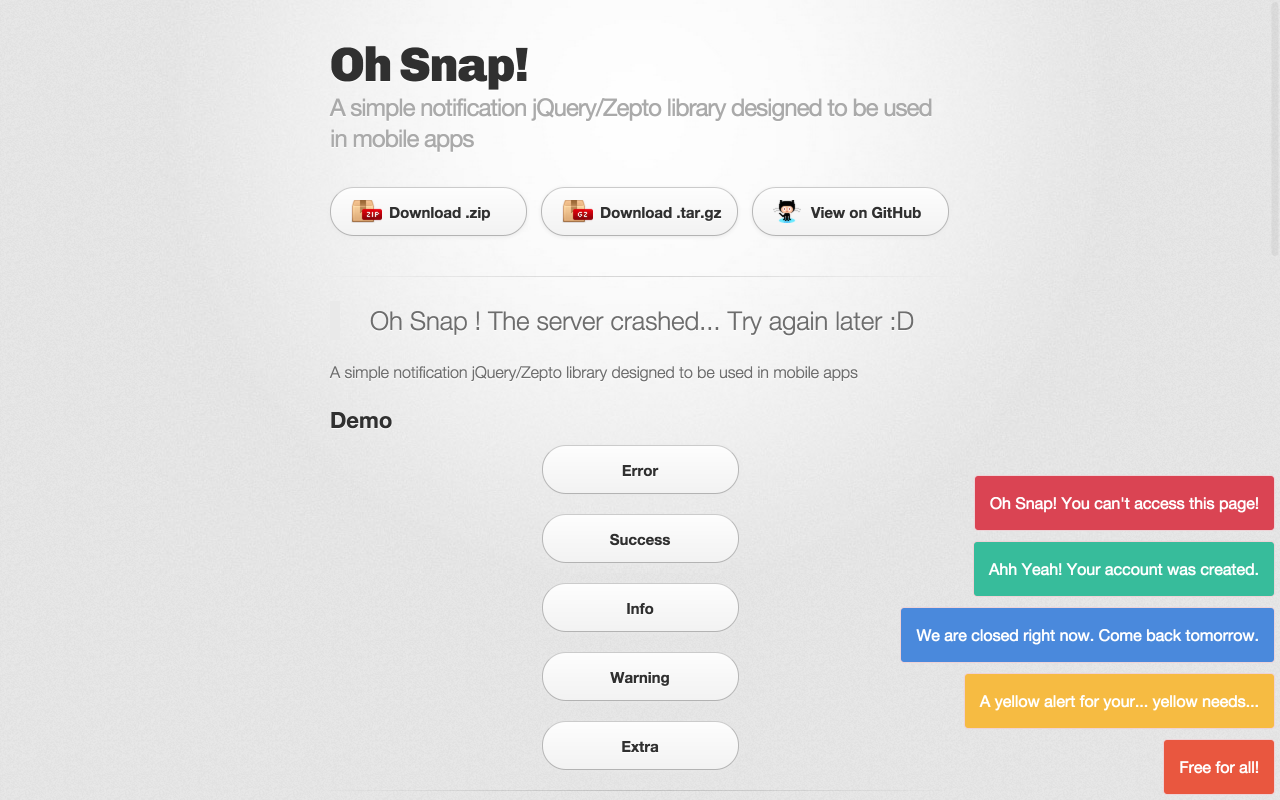 Oh Snap!
A simple notification jQuery/Zepto library designed to be used
in mobile apps
ZIP Download .zip
GZ Download .tar.gz
View on GitHub
Oh Snap ! The server crashed... Try again later :D
A simple notification jQuery/Zepto library designed to be used in mobile apps
Demo
Error
Success
Info
Warning
Extra
Oh Snap! You can't access this page!
Ahh Yeah! Your account was created.
We are closed right now. Come back tomorrow.
A yellow alert for your... yellow needs...
Free for all!